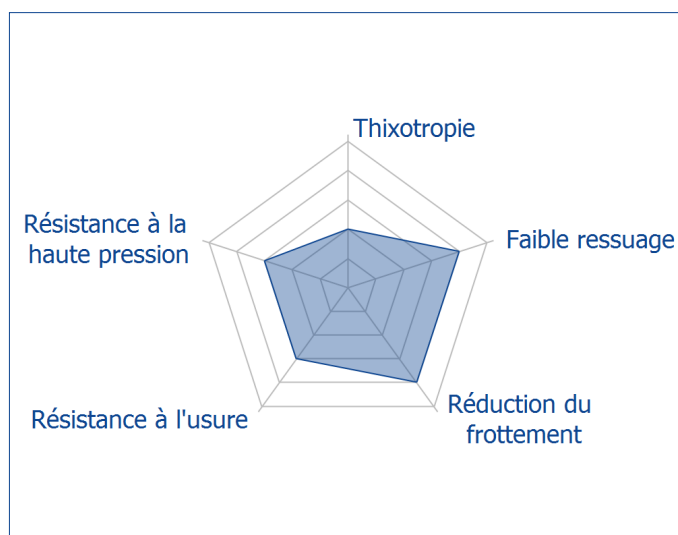 Thixotropie
Résistance à la
haute pression
Faible ressuage
Résistance à l'usure
Réduction du
frottement